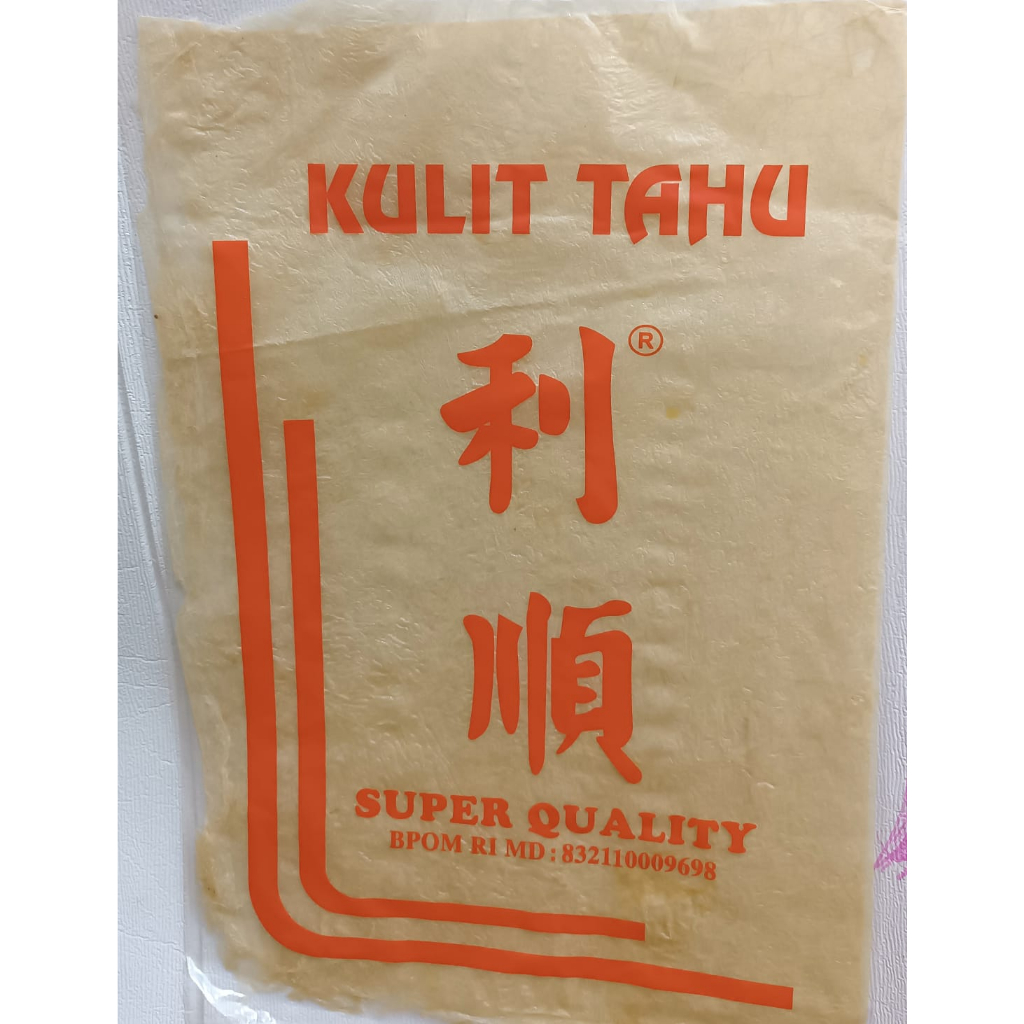 KULIT TAHU
利®
順
SUPER QUALITY
BPOM RI MD : 832110009698